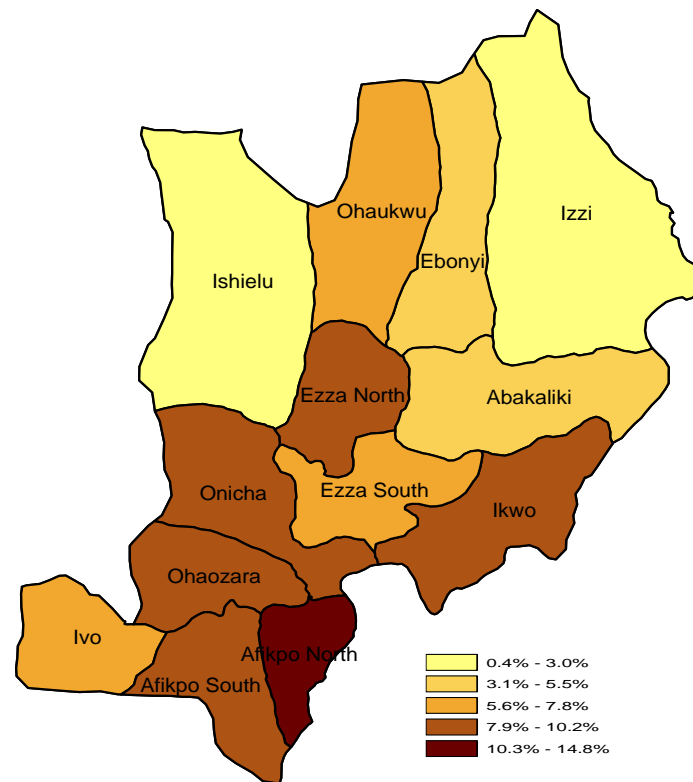 Izzi
Ohaukwu
Ebonyi
Ishielu
Ezza North
Abakaliki
Onicha
Ezza South
Ikwo
Ohaozara
Ivo
Afikpo North
Afikpo South
0.4% - 3.0%
3.1% - 5.5%
5.6% - 7.8%
7.9% - 10.2%
10.3% - 14.8%